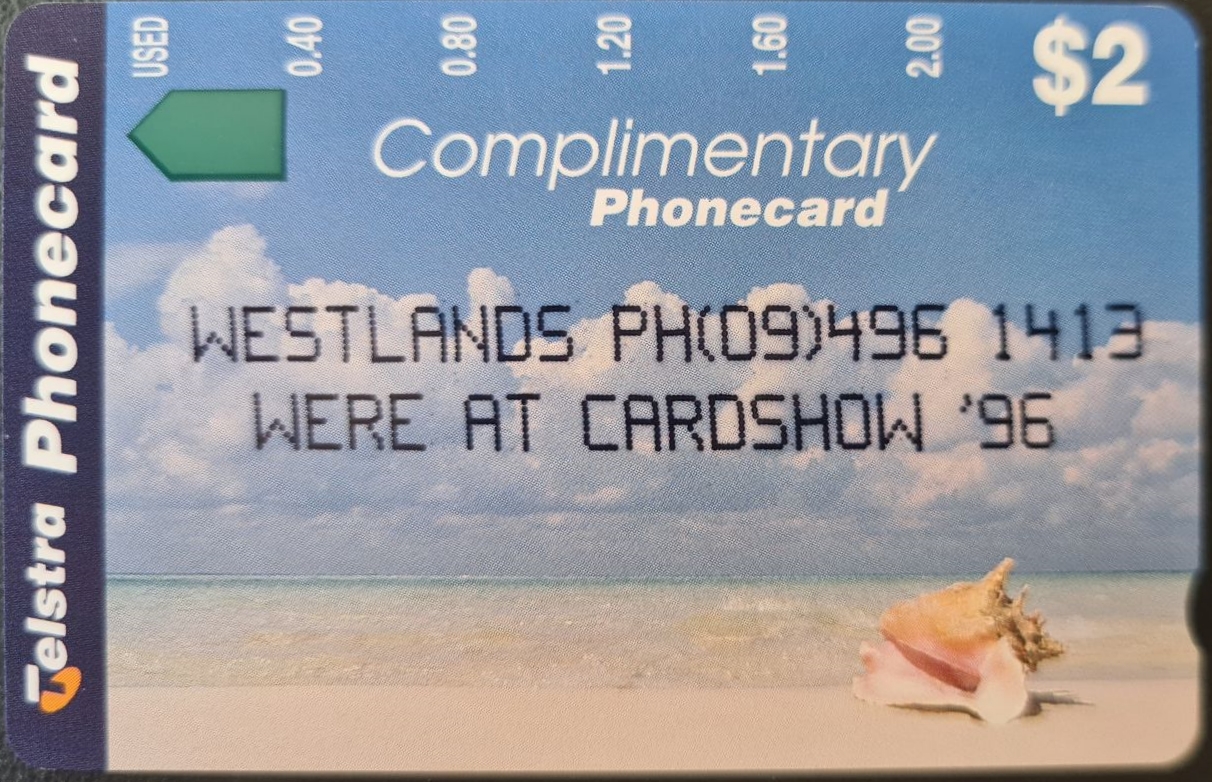 Telstra Phonecard
USED 0.40 0.80 1.20 1.60 2.00
$2
Complimentary
Phonecard
WESTLANDS PH(09)496 1413
WERE AT CARDSHOW '96